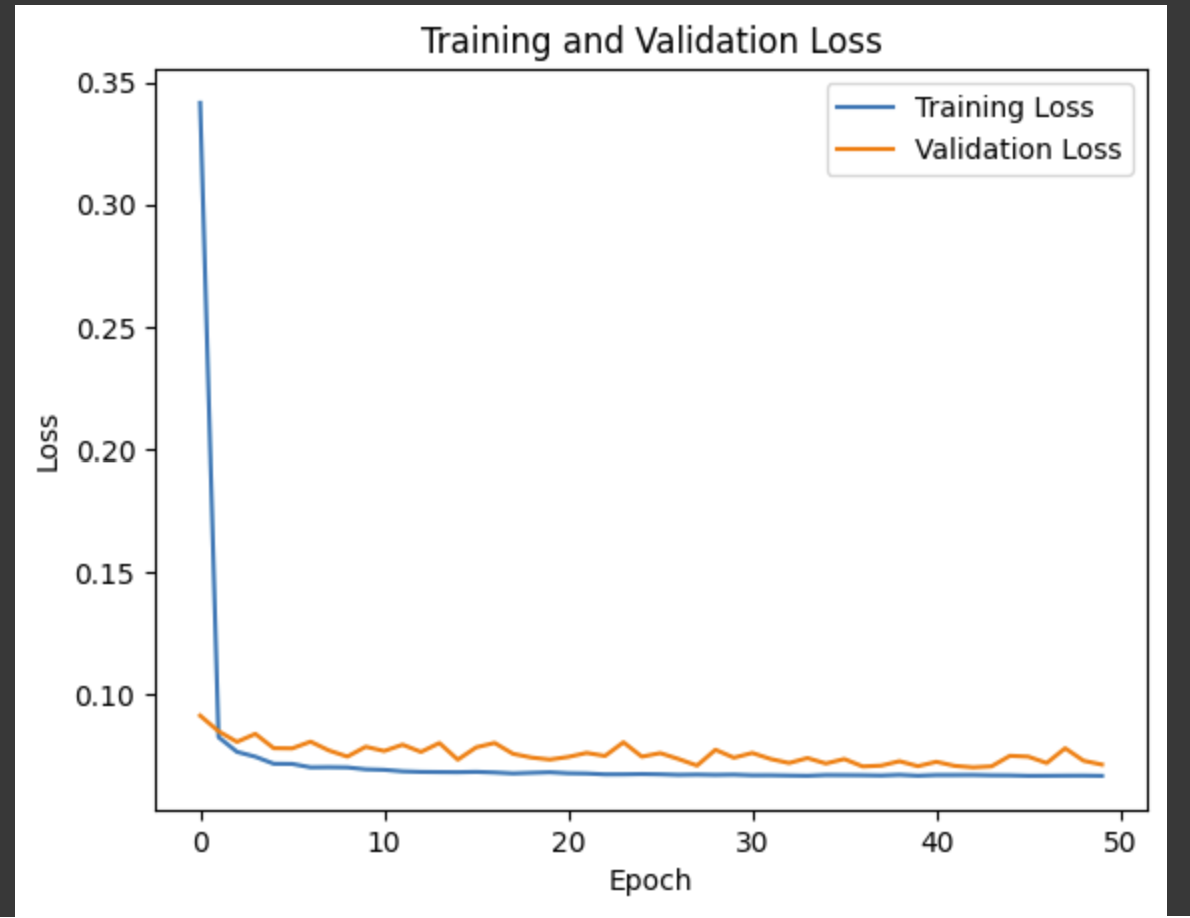 Training and Validation Loss
Training Loss
Validation Loss
0.35
0.30
0.25
0.20
0.15
0.10
Loss
0 10 20 30 40 50
Epoch